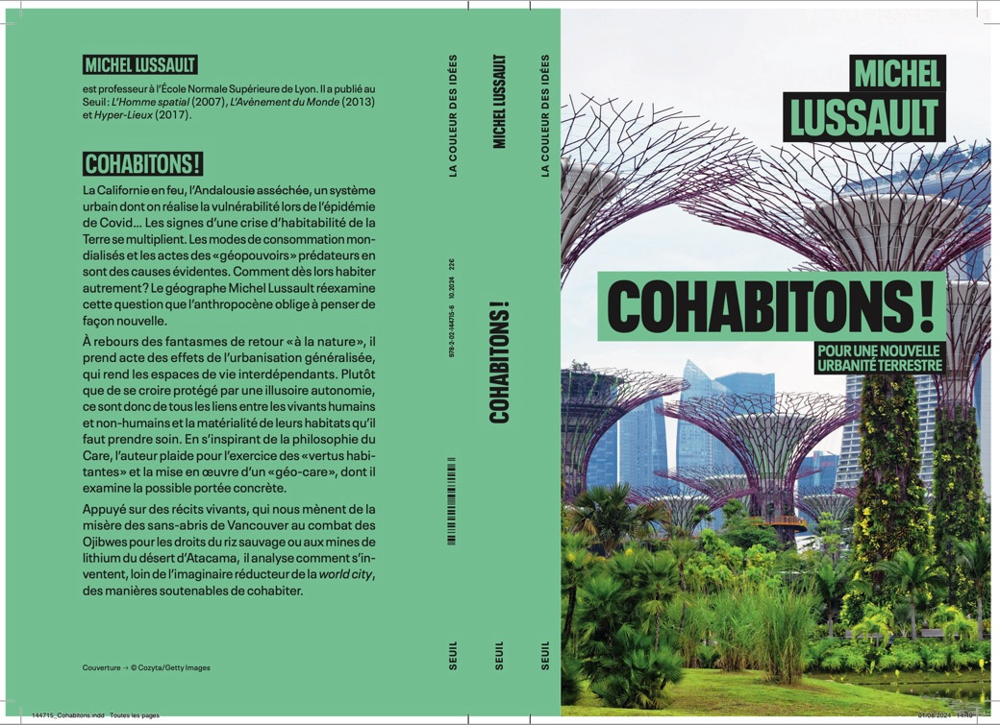 MICHEL LUSSAULT
est professeur à l'École Normale Supérieure de Lyon. Il a publié au
Seuil : L'Homme spatial (2007), L'Avènement du Monde (2013)
et Hyper-Lieux (2017).
COHABITONS !
La Californie en feu, l'Andalousie asséchée, un système
urbain dont on réalise la vulnérabilité lors de l'épidémie
de Covid... Les signes d'une crise d'habitabilité de la
Terre se multiplient. Les modes de consommation mon-
dialisés et les actes des «géopouvoirs» prédateurs en
sont des causes évidentes. Comment dès lors habiter
autrement ? Le géographe Michel Lussault réexamine
cette question que l'anthropocène oblige à penser de
façon nouvelle.
À rebours des fantasmes de retour «à la nature», il
prend acte des effets de l'urbanisation généralisée,
qui rend les espaces de vie interdépendants. Plutôt
que de se croire protégé par une illusoire autonomie,
ce sont donc de tous les liens entre les vivants humains
et non-humains et la matérialité de leurs habitats qu'il
faut prendre soin. En s'inspirant de la philosophie du
Care, l'auteur plaide pour l'exercice des «vertus habi-
tantes» et la mise en œuvre d'un «géo-care», dont il
examine la possible portée concrète.
Appuyé sur des récits vivants, qui nous mènent de la
misère des sans-abris de Vancouver au combat des
Ojibwes pour les droits du riz sauvage ou aux mines de
lithium du désert d'Atacama, il analyse comment s'in-
ventent, loin de l'imaginaire réducteur de la world city,
des manières soutenables de cohabiter.
Couverture → © Cozyta/Getty Images
LA COULEUR DES IDÉES
978-2-02-144715-6 10.2024 22€
SEUIL
MICHEL LUSSAULT
COHABITONS !
SEUIL
LA COULEUR DES IDÉES
SEUIL
MICHEL
LUSSAULT
COHABITONS !
POUR UNE NOUVELLE
URBANITÉ TERRESTRE
144715_Cohabitons.indd Toutes les pages